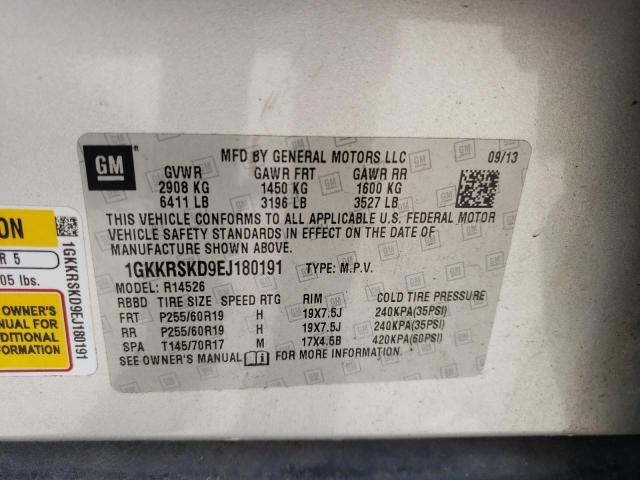 GM
MFD BY GENERAL MOTORS LLC 09/13
GVWR GAWR FRT GAWR RR
2908 KG 1450 KG 1600 KG
6411 LB 3196 LB 3527 LB
THIS VEHICLE CONFORMS TO ALL APPLICABLE U.S. FEDERAL MOTOR
VEHICLE SAFETY STANDARDS IN EFFECT ON THE DATE OF
MANUFACTURE SHOWN ABOVE.
1GKKRSKD9EJ180191 TYPE: M.P.V.
MODEL: R14526
RBBD TIRE SIZE SPEED RTG RIM COLD TIRE PRESSURE
FRT P255/60R19 H 19X7.5J 240KPA(35PSI)
RR P255/60R19 H 19X7.5J 240KPA(35PSI)
SPA T145/70R17 M 17X4.5B 420KPA(60PSI)
SEE OWNER'S MANUAL FOR MORE INFORMATION.
ON
R 5
05 lbs.
OWNER'S
NUAL FOR
DITIONAL
RMATION
1GKKRSKD9EJ180191